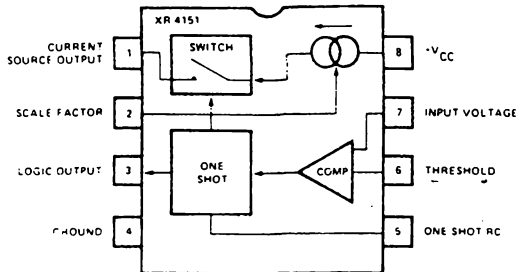 XR 4151
CURRENT
SOURCE OUTPUT
1
SWITCH
8
+VCC
SCALE FACTOR
2
7
INPUT VOLTAGE
LOGIC OUTPUT
3
ONE
SHOT
COMP
6
THRESHOLD
GROUND
4
5
ONE SHOT RC